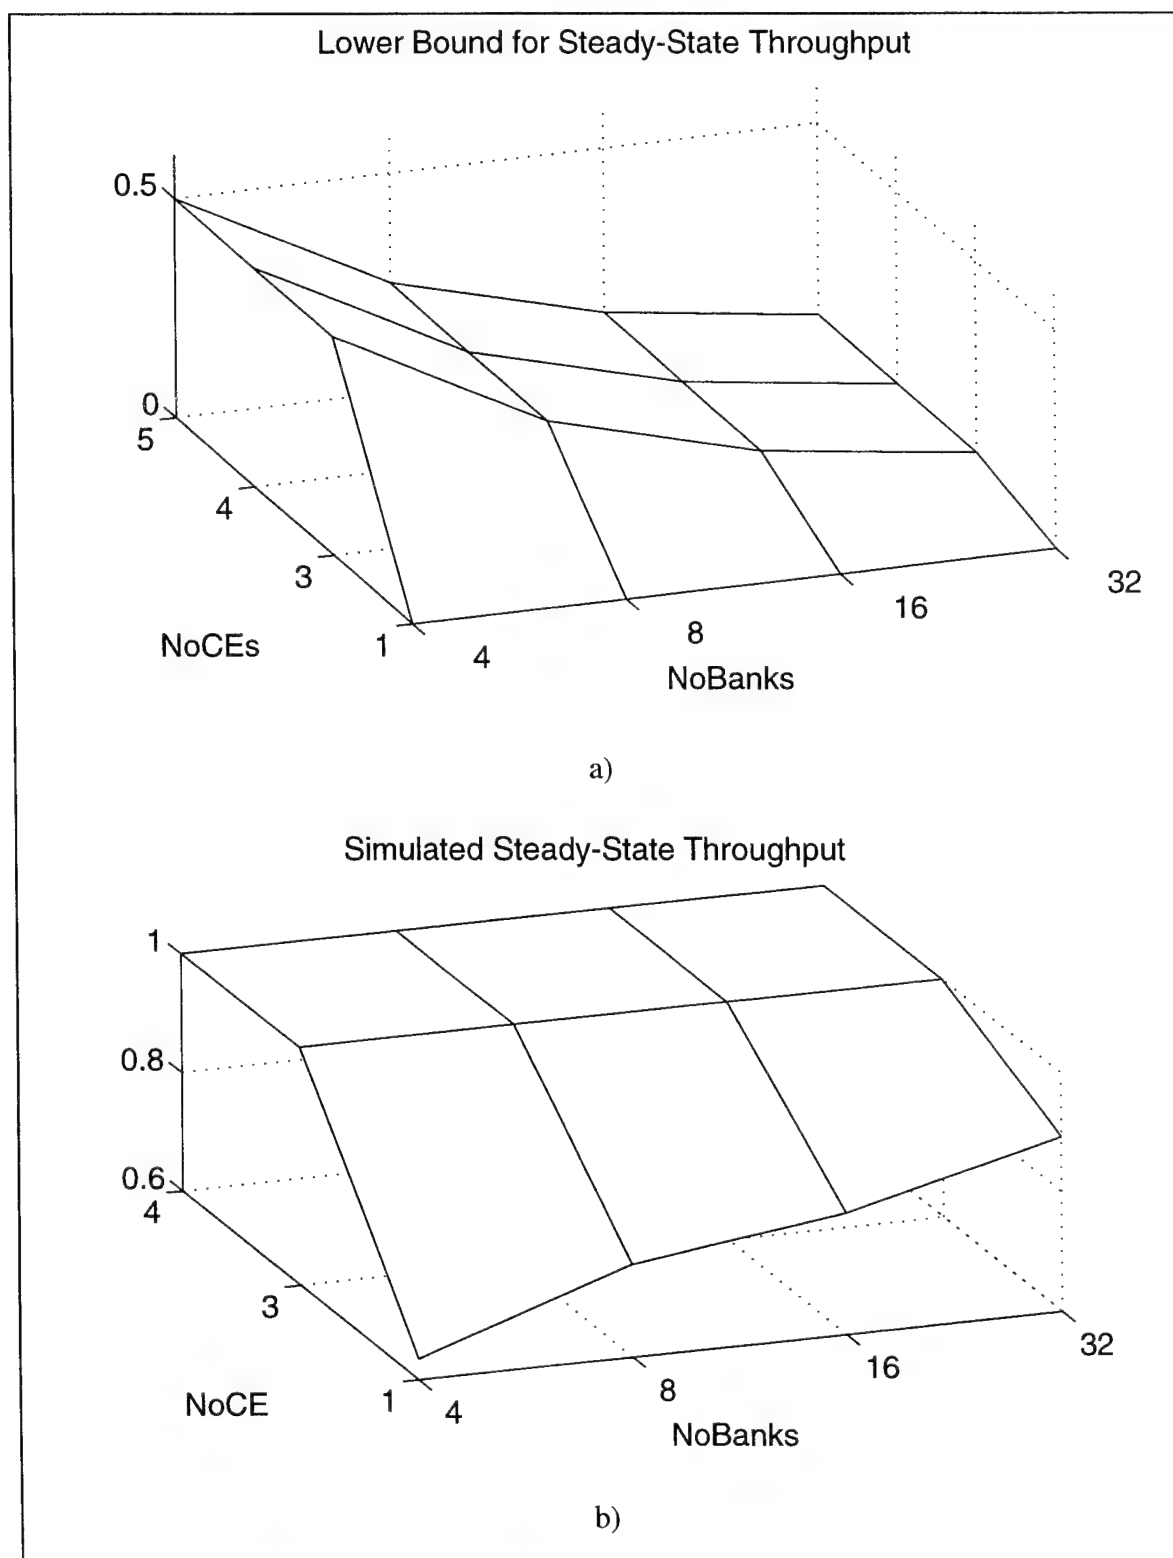 Lower Bound for Steady-State Throughput
0.5
0
5
4
3
1
NoCEs
4
8
16
32
NoBanks
a)
Simulated Steady-State Throughput
1
0.8
0.6
4
3
1
NoCE
4
8
16
32
NoBanks
b)